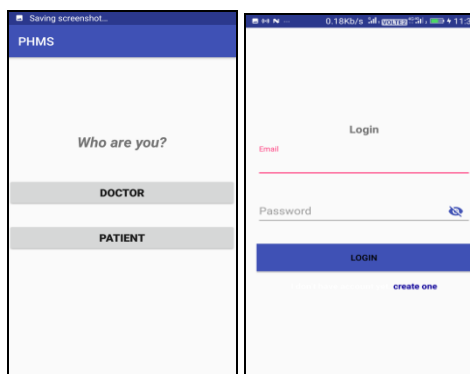 Saving screenshot...
PHMS
Who are you?
DOCTOR
PATIENT
0.18Kb/s
Login
Email
Password
LOGIN
create one